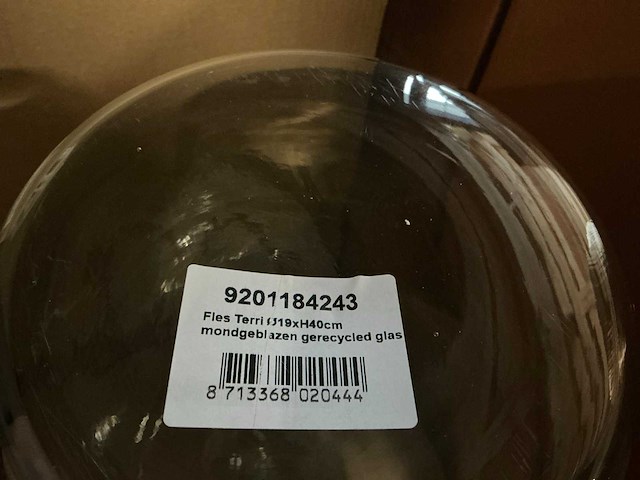 9201184243
Fles Terri Ø19xH40cm
mondgeblazen gerecycled glas
8 713368 020444